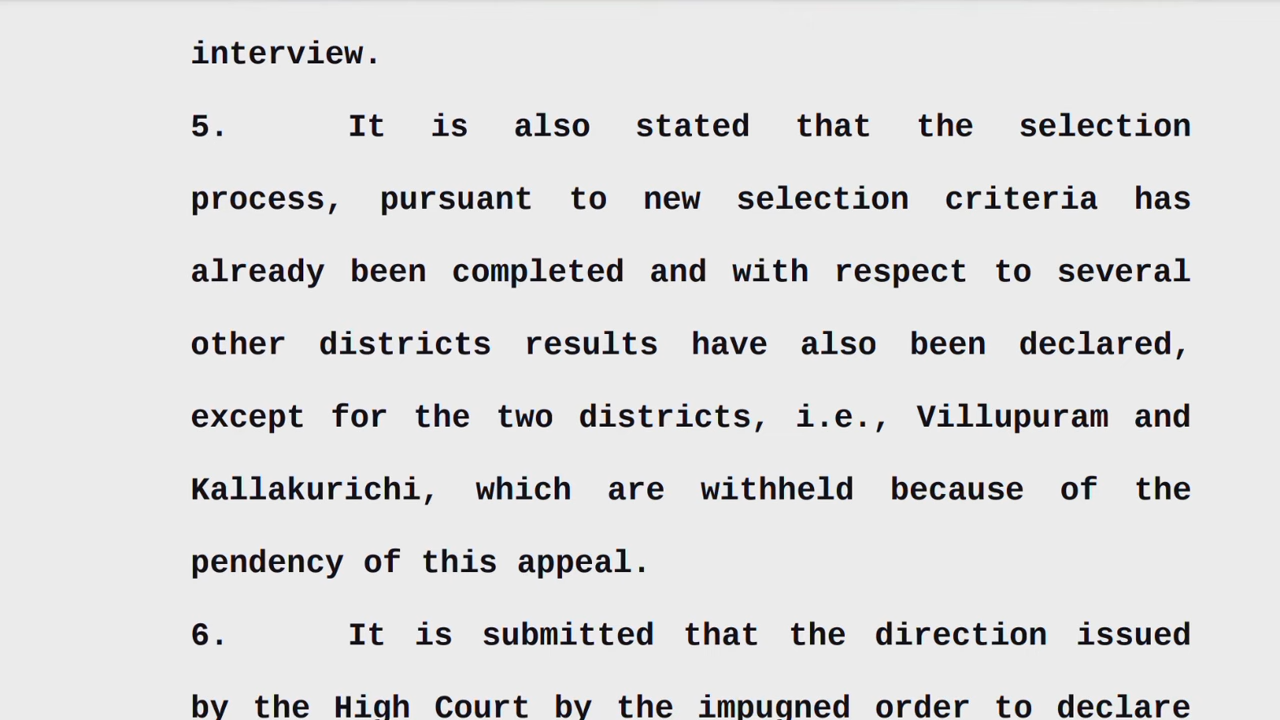 interview.
5. It is also stated that the selection
process, pursuant to new selection criteria has
already been completed and with respect to several
other districts results have also been declared,
except for the two districts, i.e., Villupuram and
Kallakurichi, which are withheld because of the
pendency of this appeal.
6. It is submitted that the direction issued
by the High Court by the impugned order to declare